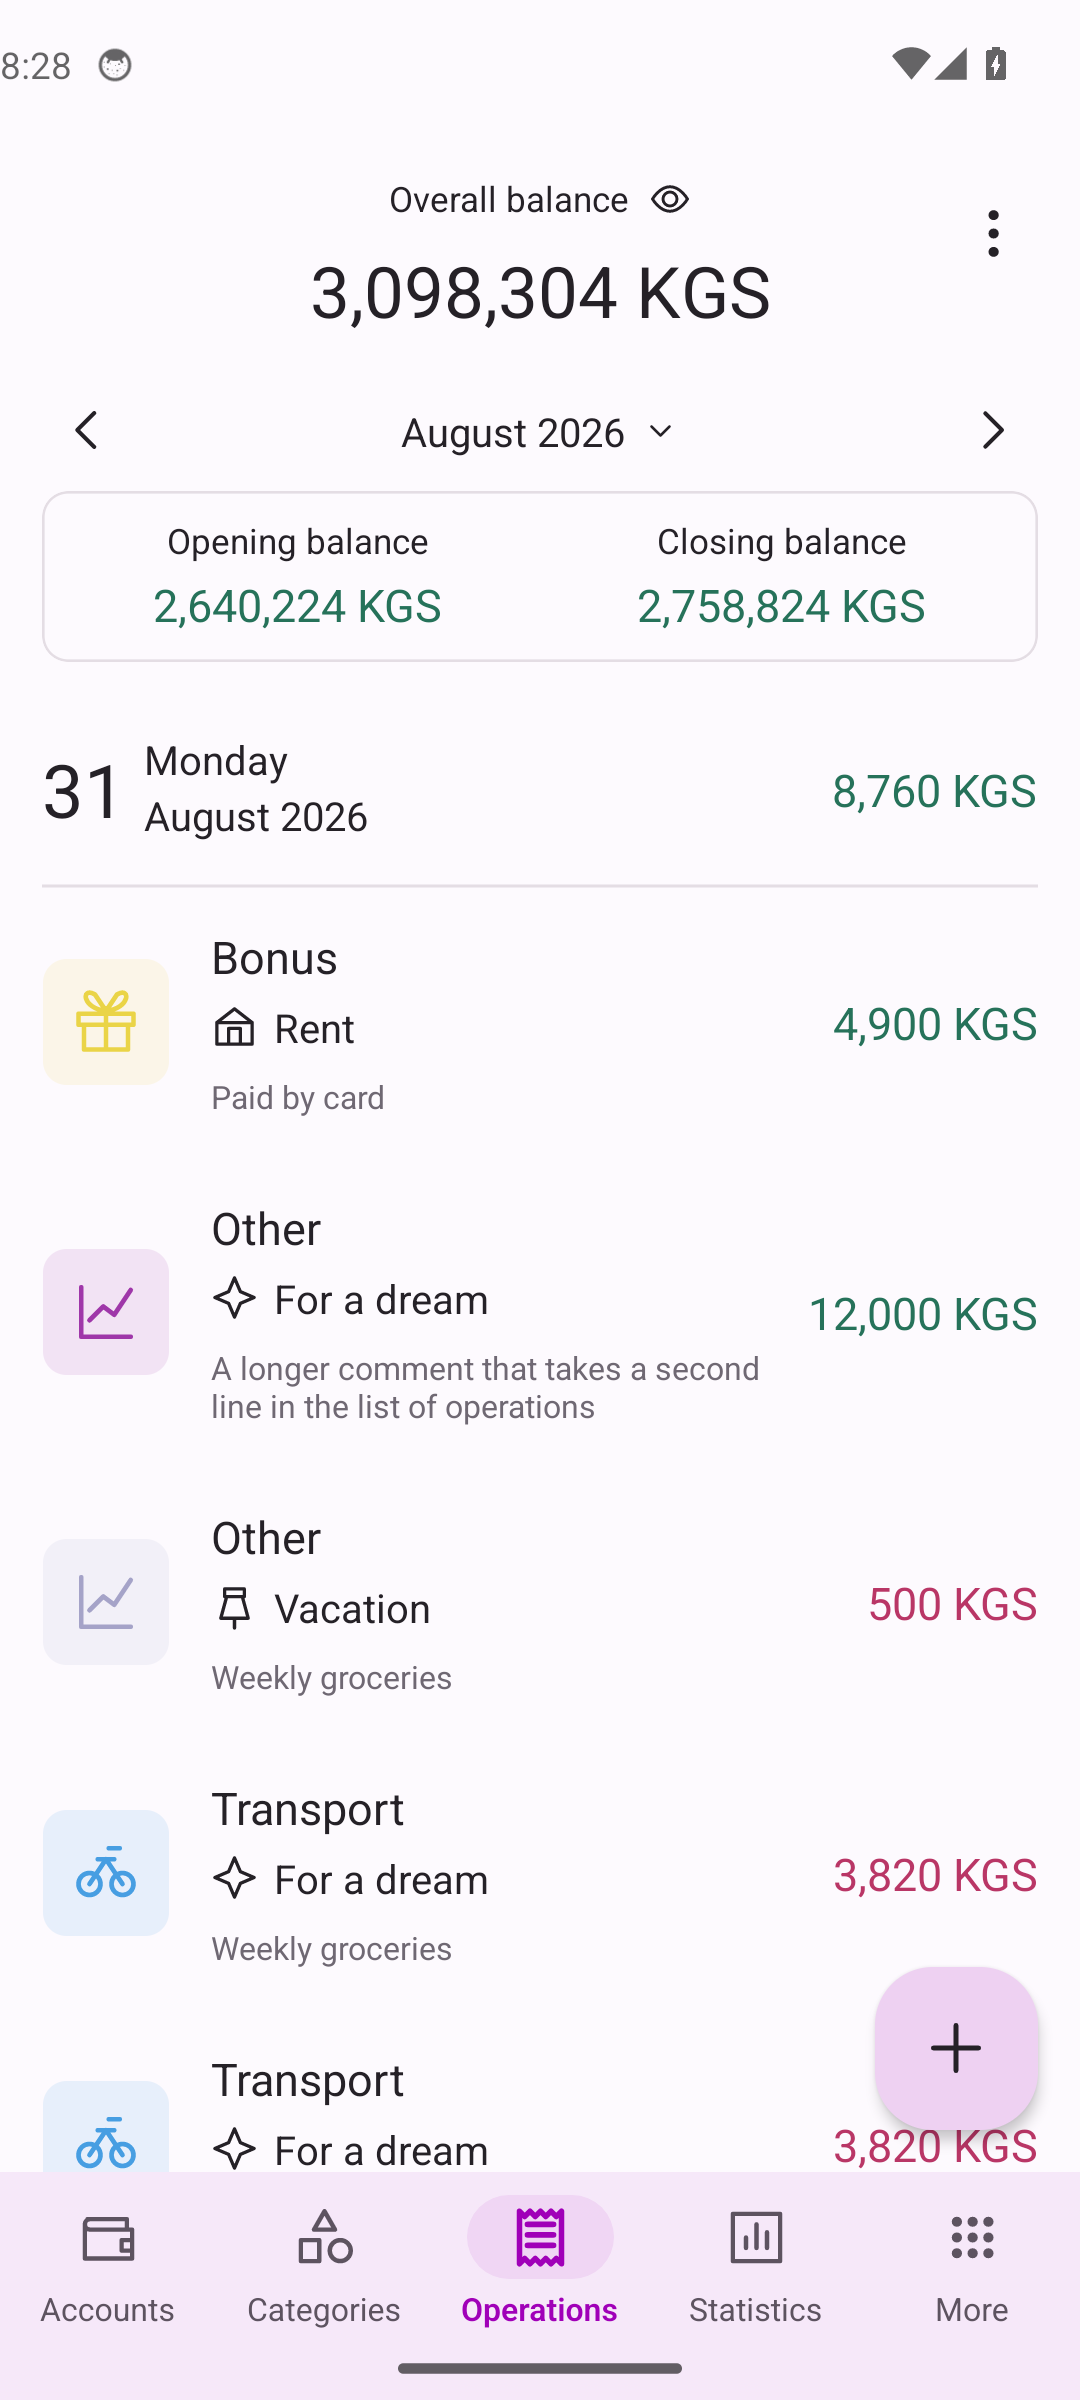 8:28
Overall balance
3,098,304 KGS
August 2026
Opening balance
Closing balance
2,640,224 KGS
2,758,824 KGS
31
Monday
August 2026
8,760 KGS
Bonus
Rent
4,900 KGS
Paid by card
Other
For a dream
12,000 KGS
A longer comment that takes a second
line in the list of operations
Other
Vacation
500 KGS
Weekly groceries
Transport
For a dream
3,820 KGS
Weekly groceries
Transport
For a dream
3,820 KGS
Accounts
Categories
Operations
Statistics
More